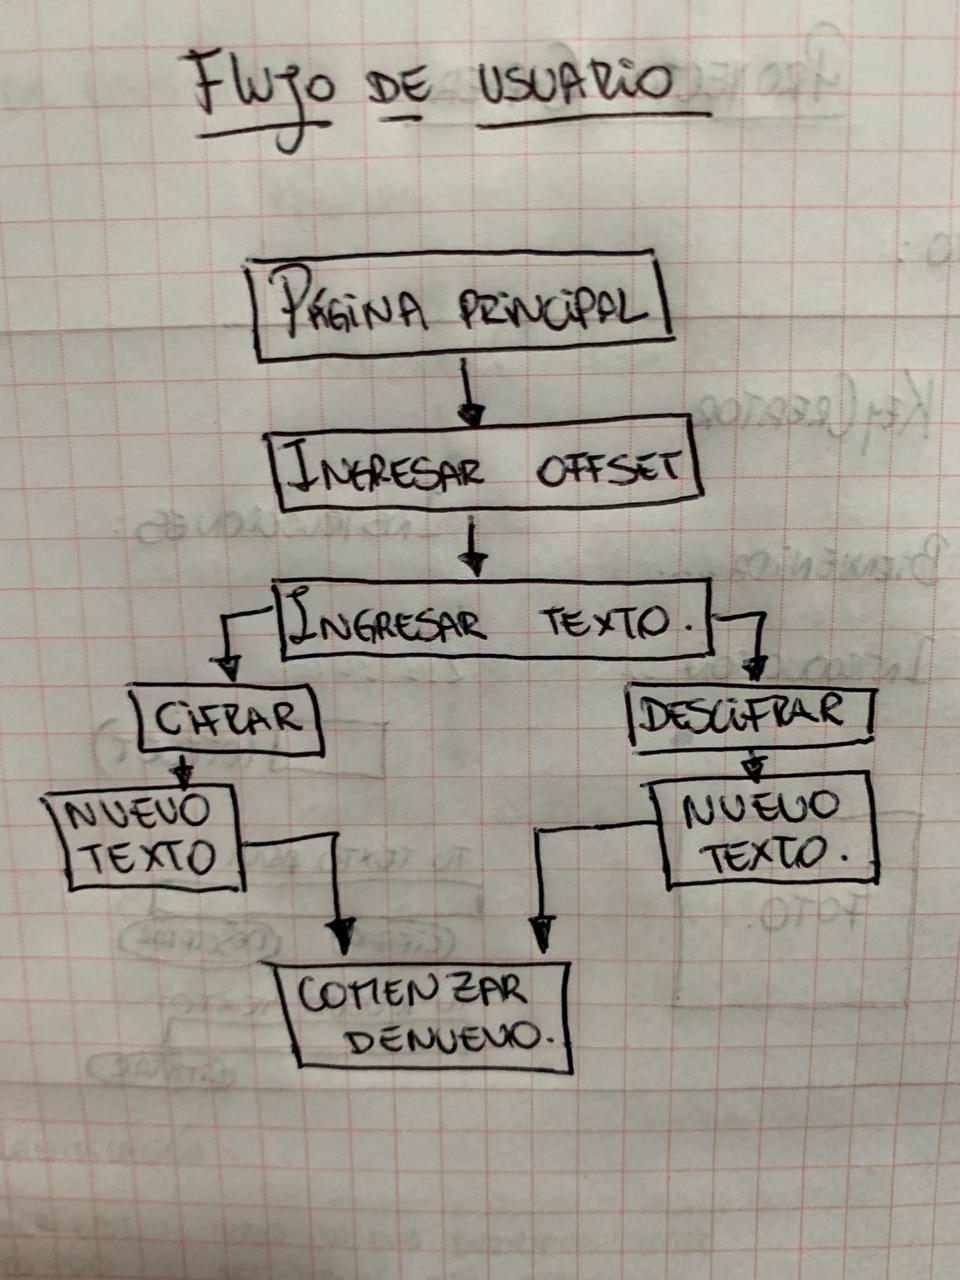 FLUJO DE USUARIO
PÁGINA PRINCIPAL
INGRESAR OFFSET
INGRESAR TEXTO.
CIFRAR
DESCIFRAR
NUEVO
TEXTO
NUEVO
TEXTO.
COMENZAR
DENUEVO.